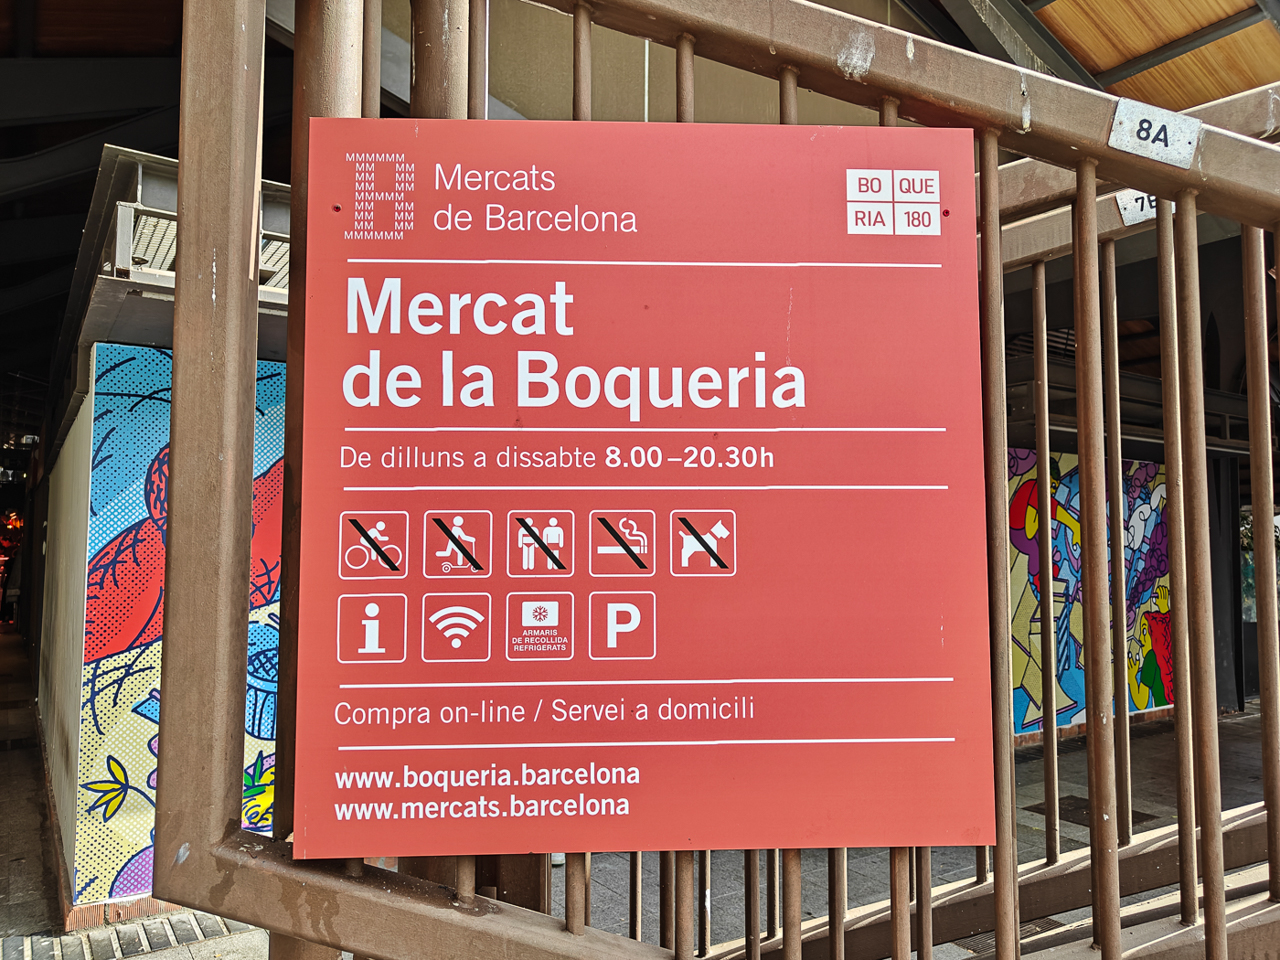 Mercats
de Barcelona
BO QUE
RIA 180
8A
Mercat
de la Boqueria
De dilluns a dissabte 8.00–20.30h
i
ARMARIS
DE RECOLLIDA
REFRIGERATS
P
Compra on-line / Servei a domicili
www.boqueria.barcelona
www.mercats.barcelona